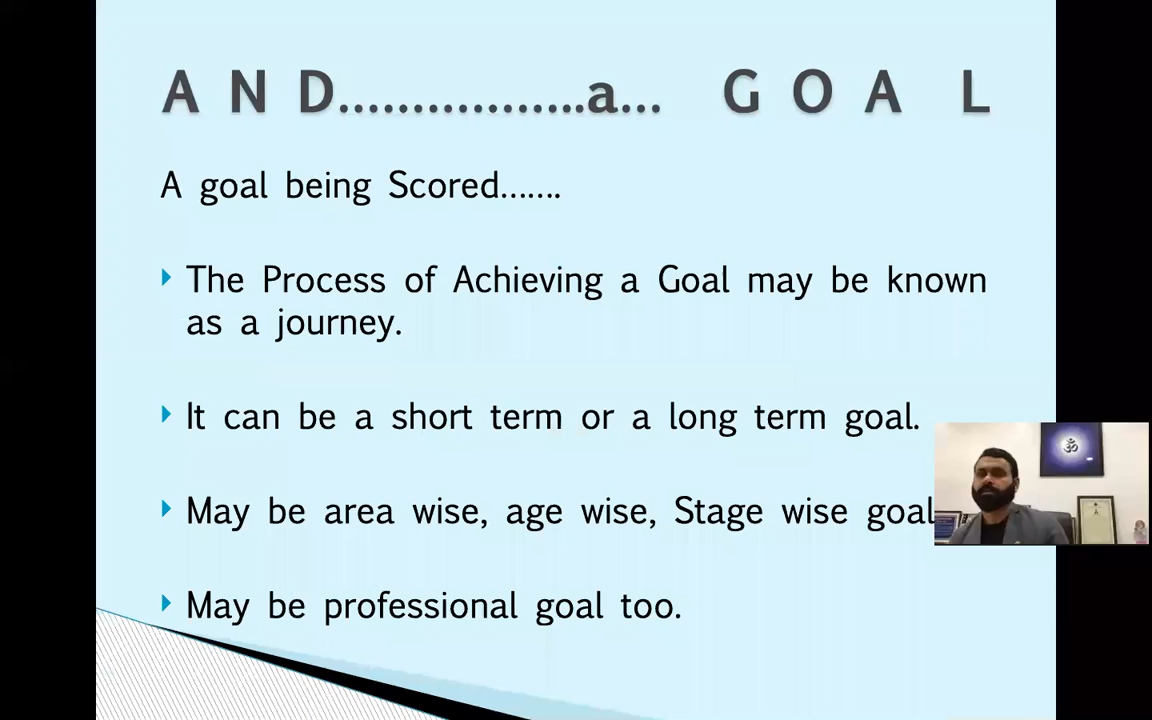 A N D.................a... G O A L
A goal being Scored.......
The Process of Achieving a Goal may be known
as a journey.
It can be a short term or a long term goal.
May be area wise, age wise, Stage wise goal
May be professional goal too.
ॐ